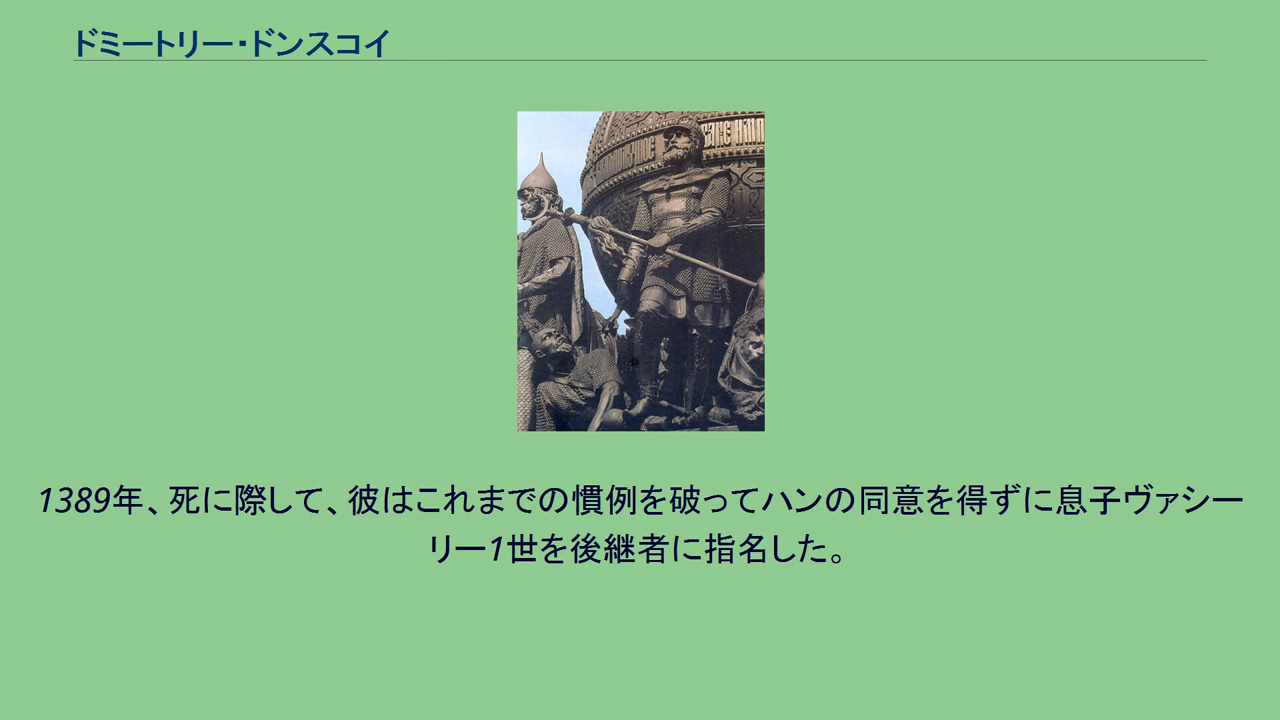 ドミートリー・ドンスコイ
1389年、死に際して、彼はこれまでの慣例を破ってハンの同意を得ずに息子ヴァシー
リー1世を後継者に指名した。